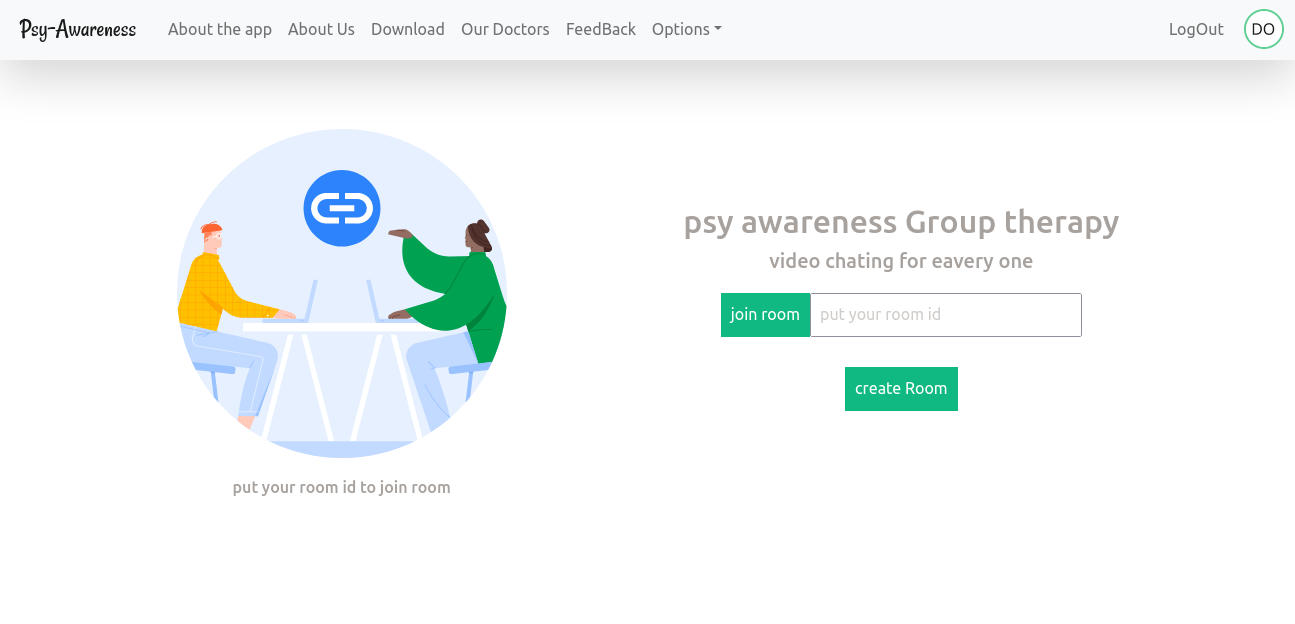 Psy-Awareness About the app About Us Download Our Doctors FeedBack Options LogOut DO
psy awareness Group therapy
video chating for eavery one
join room put your room id
create Room
put your room id to join room